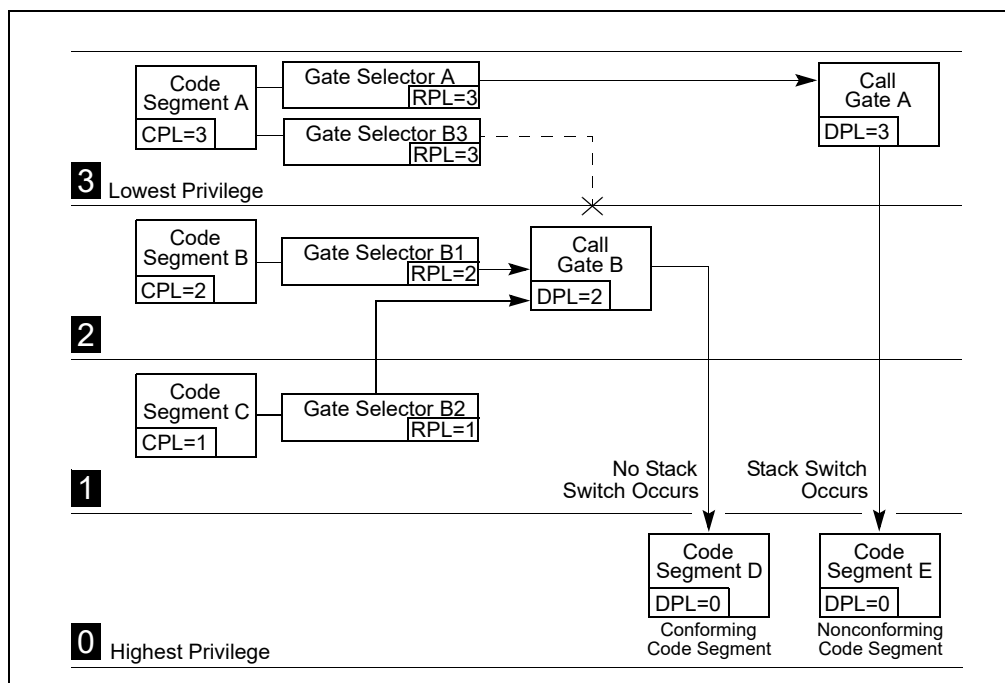 Code
Segment A
CPL=3
Gate Selector A
RPL=3
Gate Selector B3
RPL=3
Call
Gate A
DPL=3
3 Lowest Privilege
Code
Segment B
CPL=2
Gate Selector B1
RPL=2
Call
Gate B
DPL=2
2
Code
Segment C
CPL=1
Gate Selector B2
RPL=1
No Stack
Switch Occurs
Stack Switch
Occurs
1
Code
Segment D
DPL=0
Conforming
Code Segment
Code
Segment E
DPL=0
Nonconforming
Code Segment
0 Highest Privilege